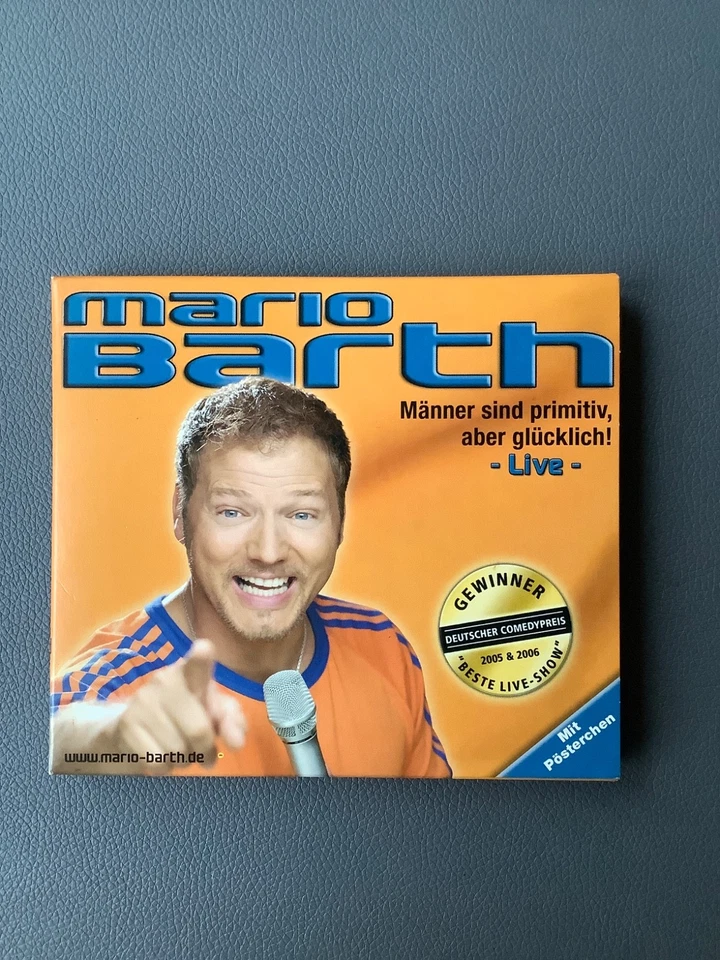 mario
Barth
Männer sind primitiv,
aber glücklich!
- Live -
GEWINNER
DEUTSCHER COMEDYPREIS
2005 & 2006
"BESTE LIVE-SHOW"
Mit
Pösterchen
www.mario-barth.de